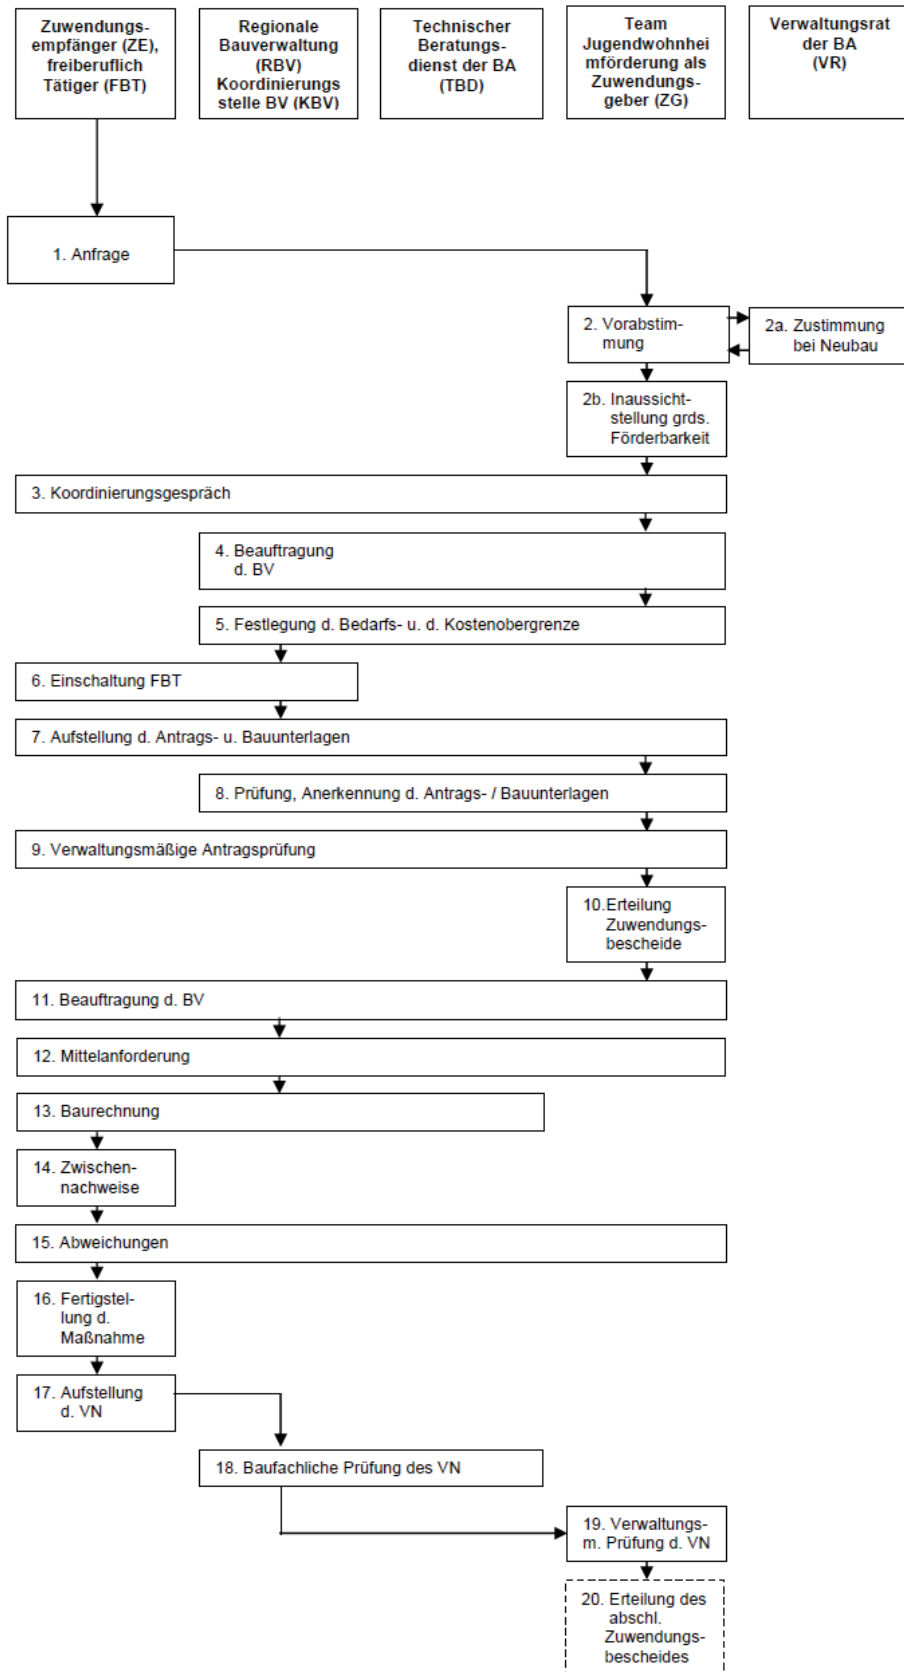 Zuwendungs-
empfänger (ZE),
freiberuflich
Tätiger (FBT)
Regionale
Bauverwaltung
(RBV)
Koordinierungs
stelle BV (KBV)
Technischer
Beratungs-
dienst der BA
(TBD)
Team
Jugendwohnhei
mförderung als
Zuwendungs-
geber (ZG)
Verwaltungsrat
der BA
(VR)
1. Anfrage
2. Vorabstim-
mung
2a. Zustimmung
bei Neubau
2b. Inaussicht-
stellung grds.
Förderbarkeit
3. Koordinierungsgespräch
4. Beauftragung
d. BV
5. Festlegung d. Bedarfs- u. d. Kostenobergrenze
6. Einschaltung FBT
7. Aufstellung d. Antrags- u. Bauunterlagen
8. Prüfung, Anerkennung d. Antrags- / Bauunterlagen
9. Verwaltungsmäßige Antragsprüfung
10.Erteilung
Zuwendungs-
bescheide
11. Beauftragung d. BV
12. Mittelanforderung
13. Baurechnung
14. Zwischen-
nachweise
15. Abweichungen
16. Fertigstel-
lung d.
Maßnahme
17. Aufstellung
d. VN
18. Baufachliche Prüfung des VN
19. Verwaltungs-
m. Prüfung d. VN
20. Erteilung des
abschl.
Zuwendungs-
bescheides